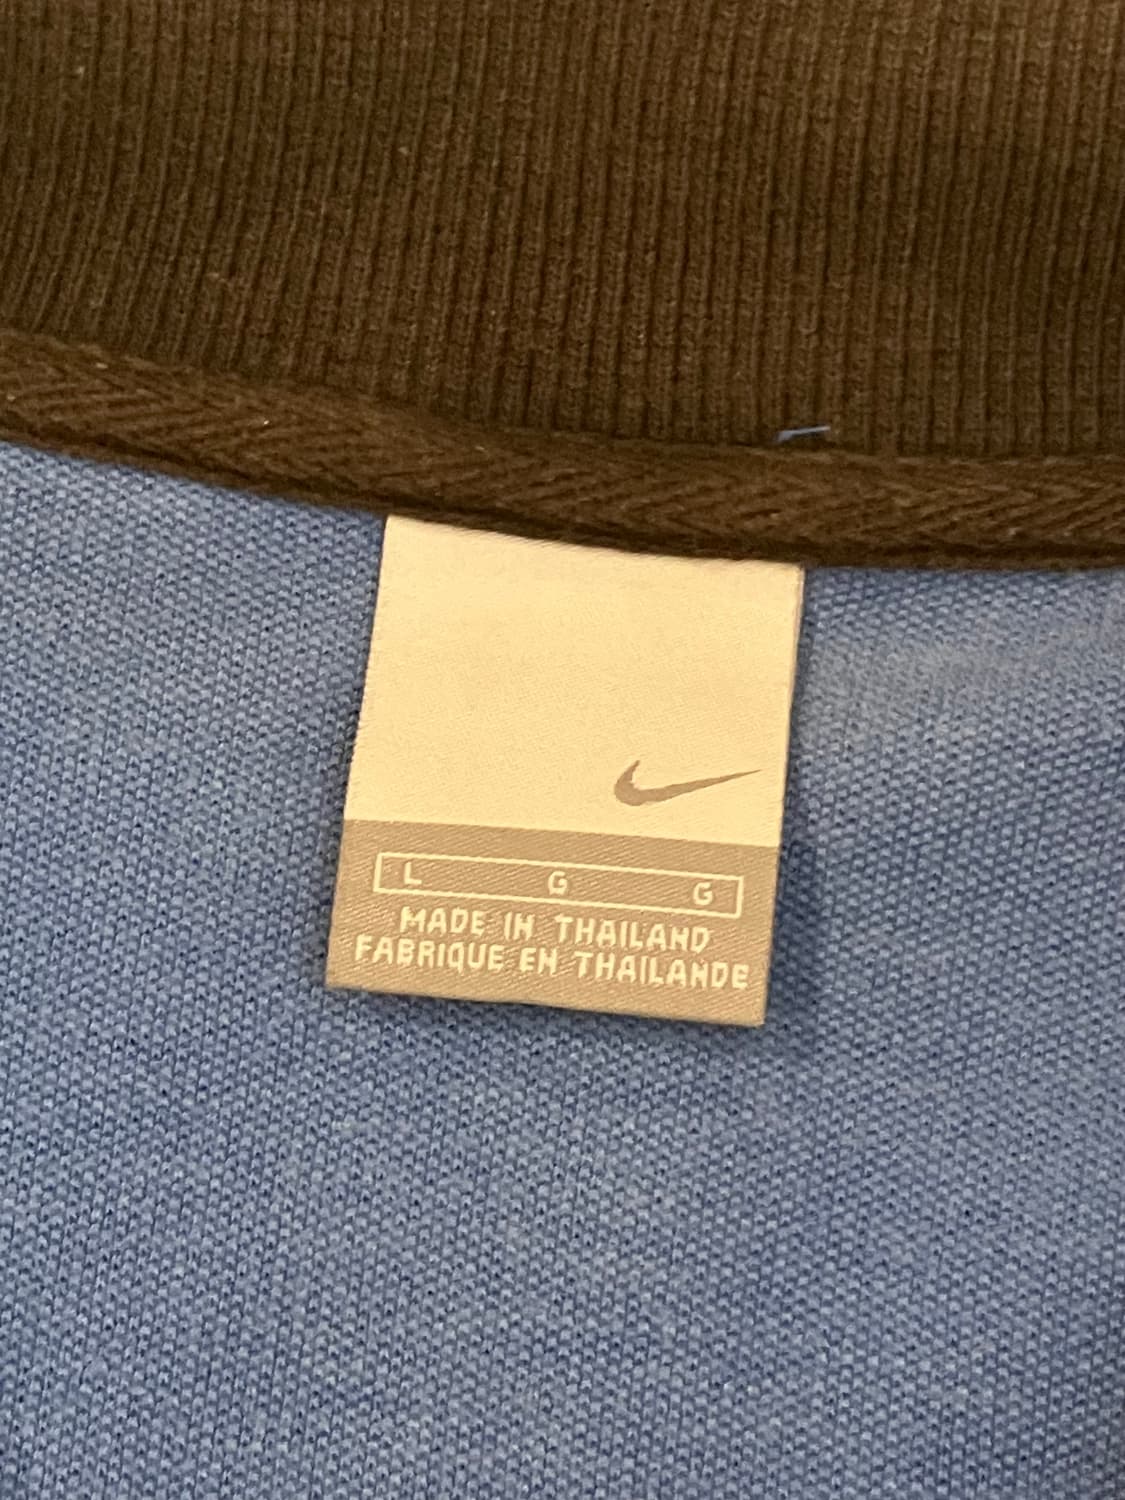 L G G
MADE IN THAILAND
FABRIQUE EN THAILANDE